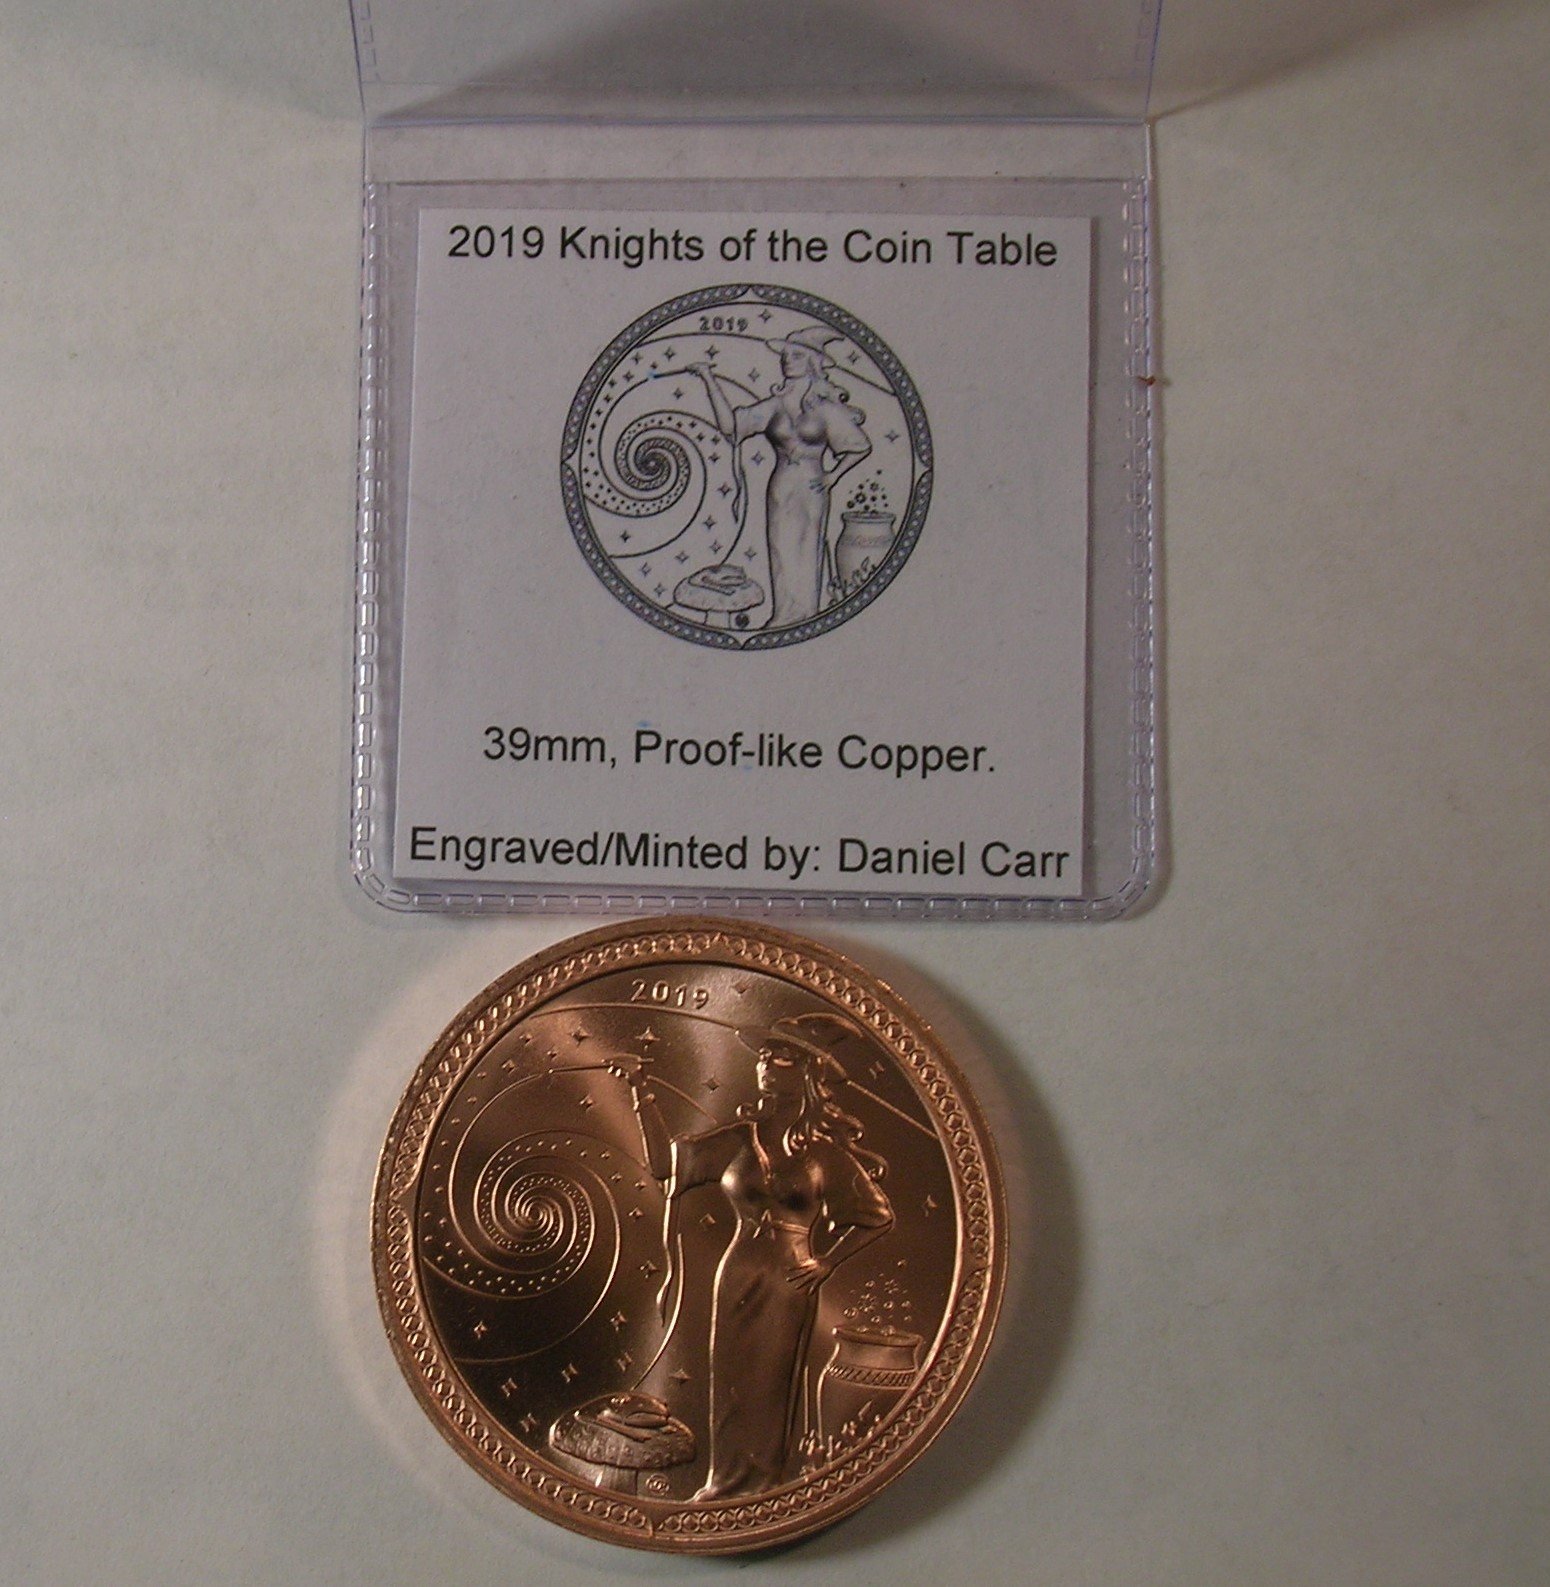 2019 Knights of the Coin Table
2019
39mm, Proof-like Copper.
Engraved/Minted by: Daniel Carr
2019